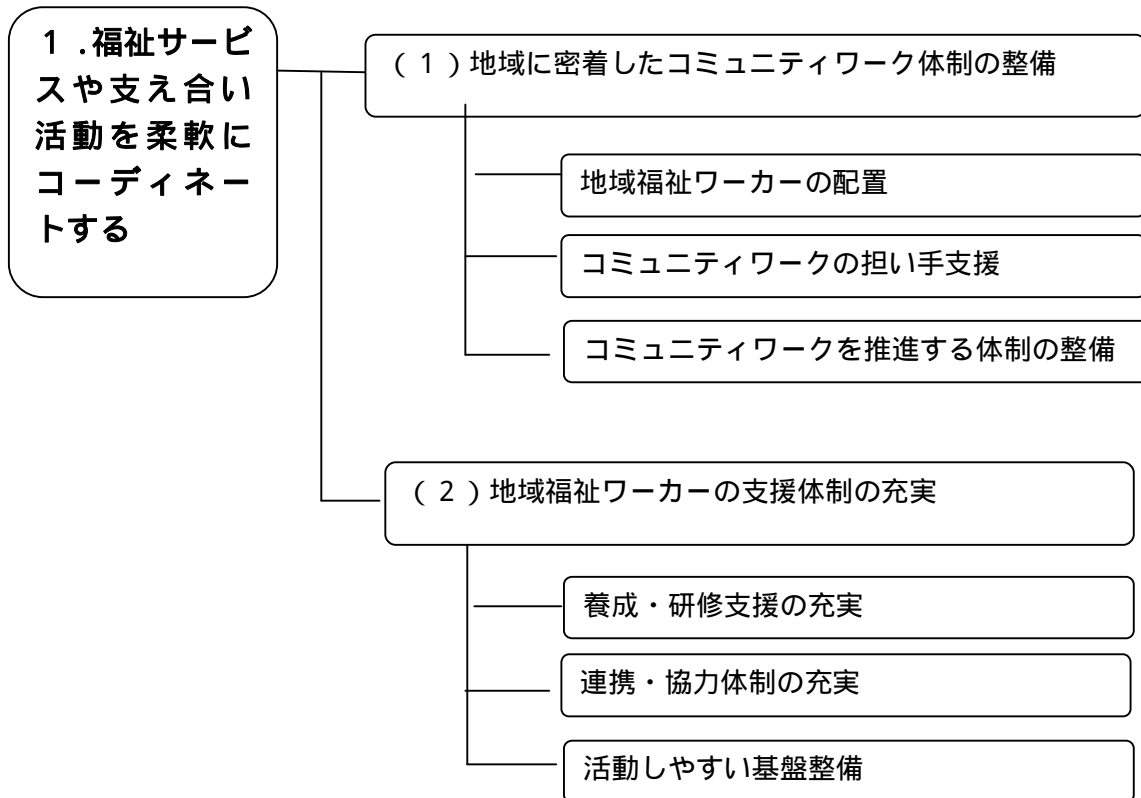 １.福祉サービ
スや支え合い
活動を柔軟に
コーディネー
トする
（１）地域に密着したコミュニティワーク体制の整備
地域福祉ワーカーの配置
コミュニティワークの担い手支援
コミュニティワークを推進する体制の整備
（２）地域福祉ワーカーの支援体制の充実
養成・研修支援の充実
連携・協力体制の充実
活動しやすい基盤整備